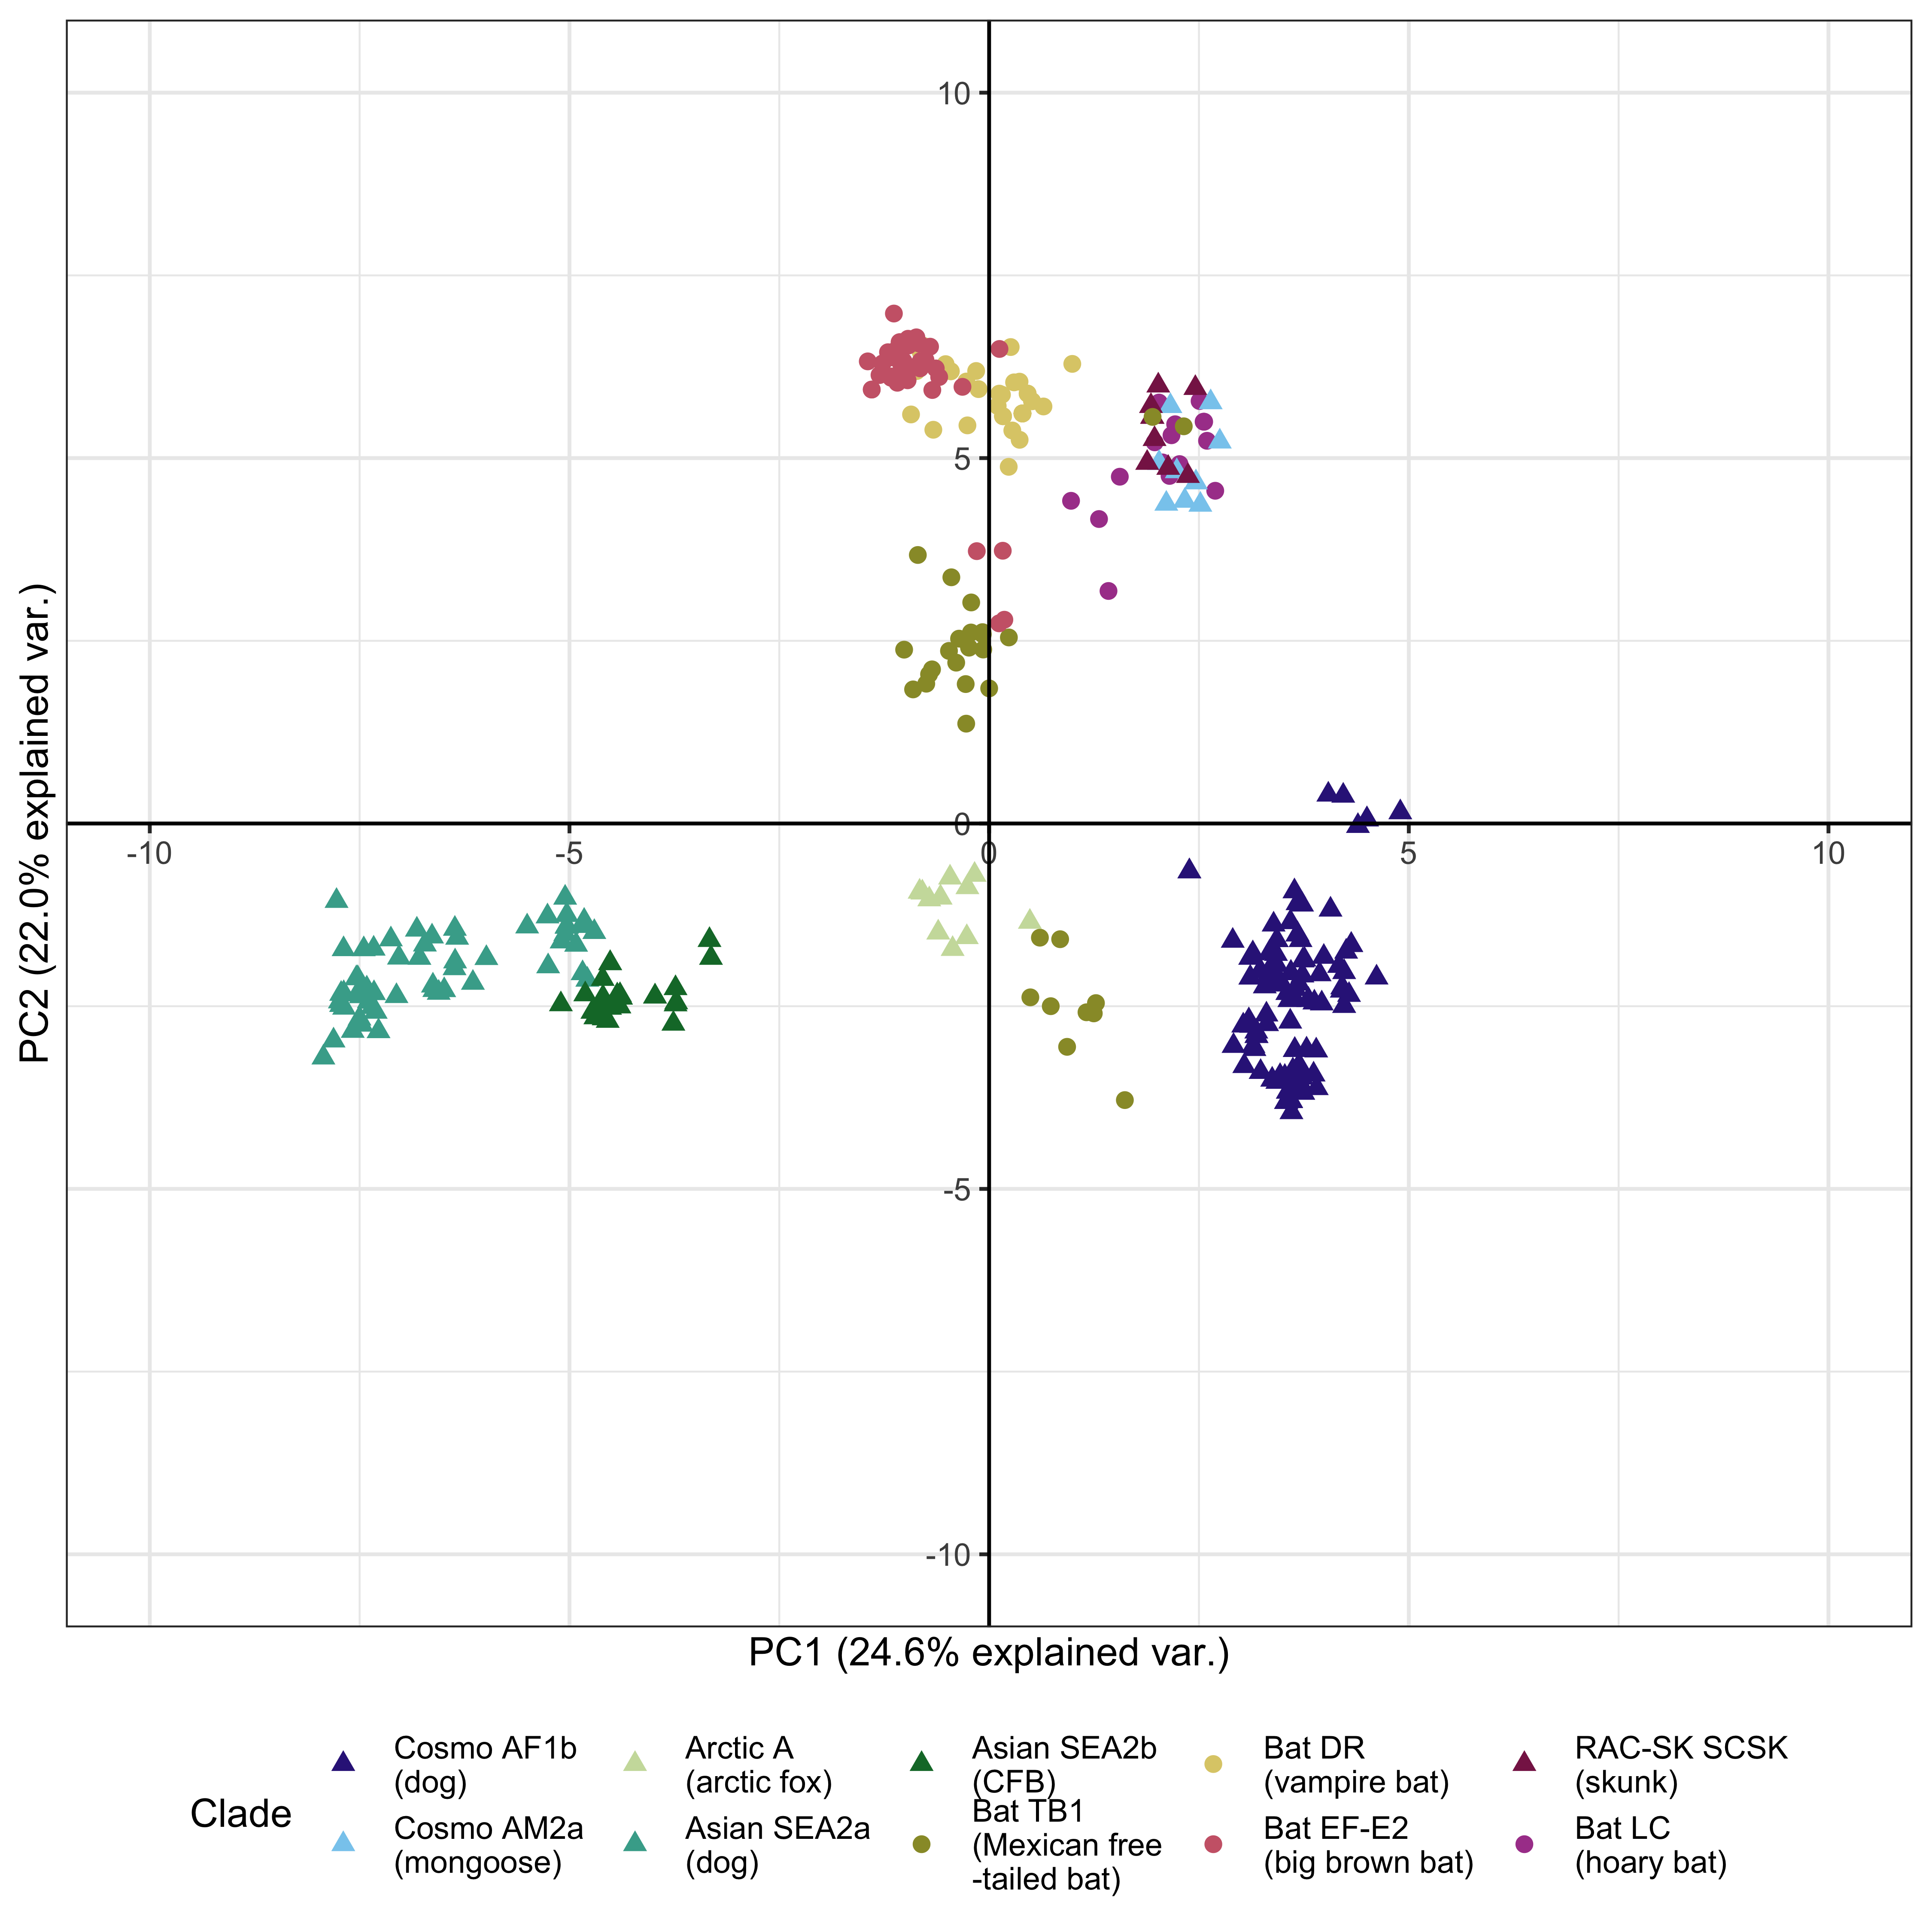 10
5
0
-10
-5
0
5
10
-5
-10
PC2 (22.0% explained var.)
PC1 (24.6% explained var.)
Clade
Cosmo AF1b
(dog)
Cosmo AM2a
(mongoose)
Arctic A
(arctic fox)
Asian SEA2a
(dog)
Asian SEA2b
(CFB)
Bat TB1
(Mexican free
-tailed bat)
Bat DR
(vampire bat)
Bat EF-E2
(big brown bat)
RAC-SK SCSK
(skunk)
Bat LC
(hoary bat)